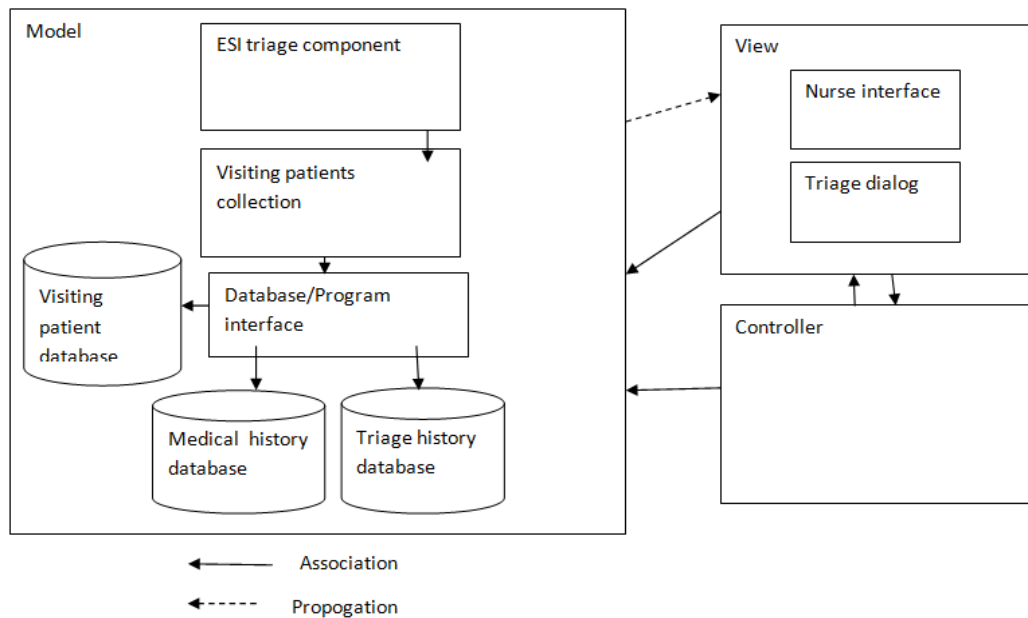 Model
ESI triage component
Visiting patients
collection
Database/Program
interface
Visiting
patient
database
Medical history
database
Triage history
database
View
Nurse interface
Triage dialog
Controller
Association
Propogation